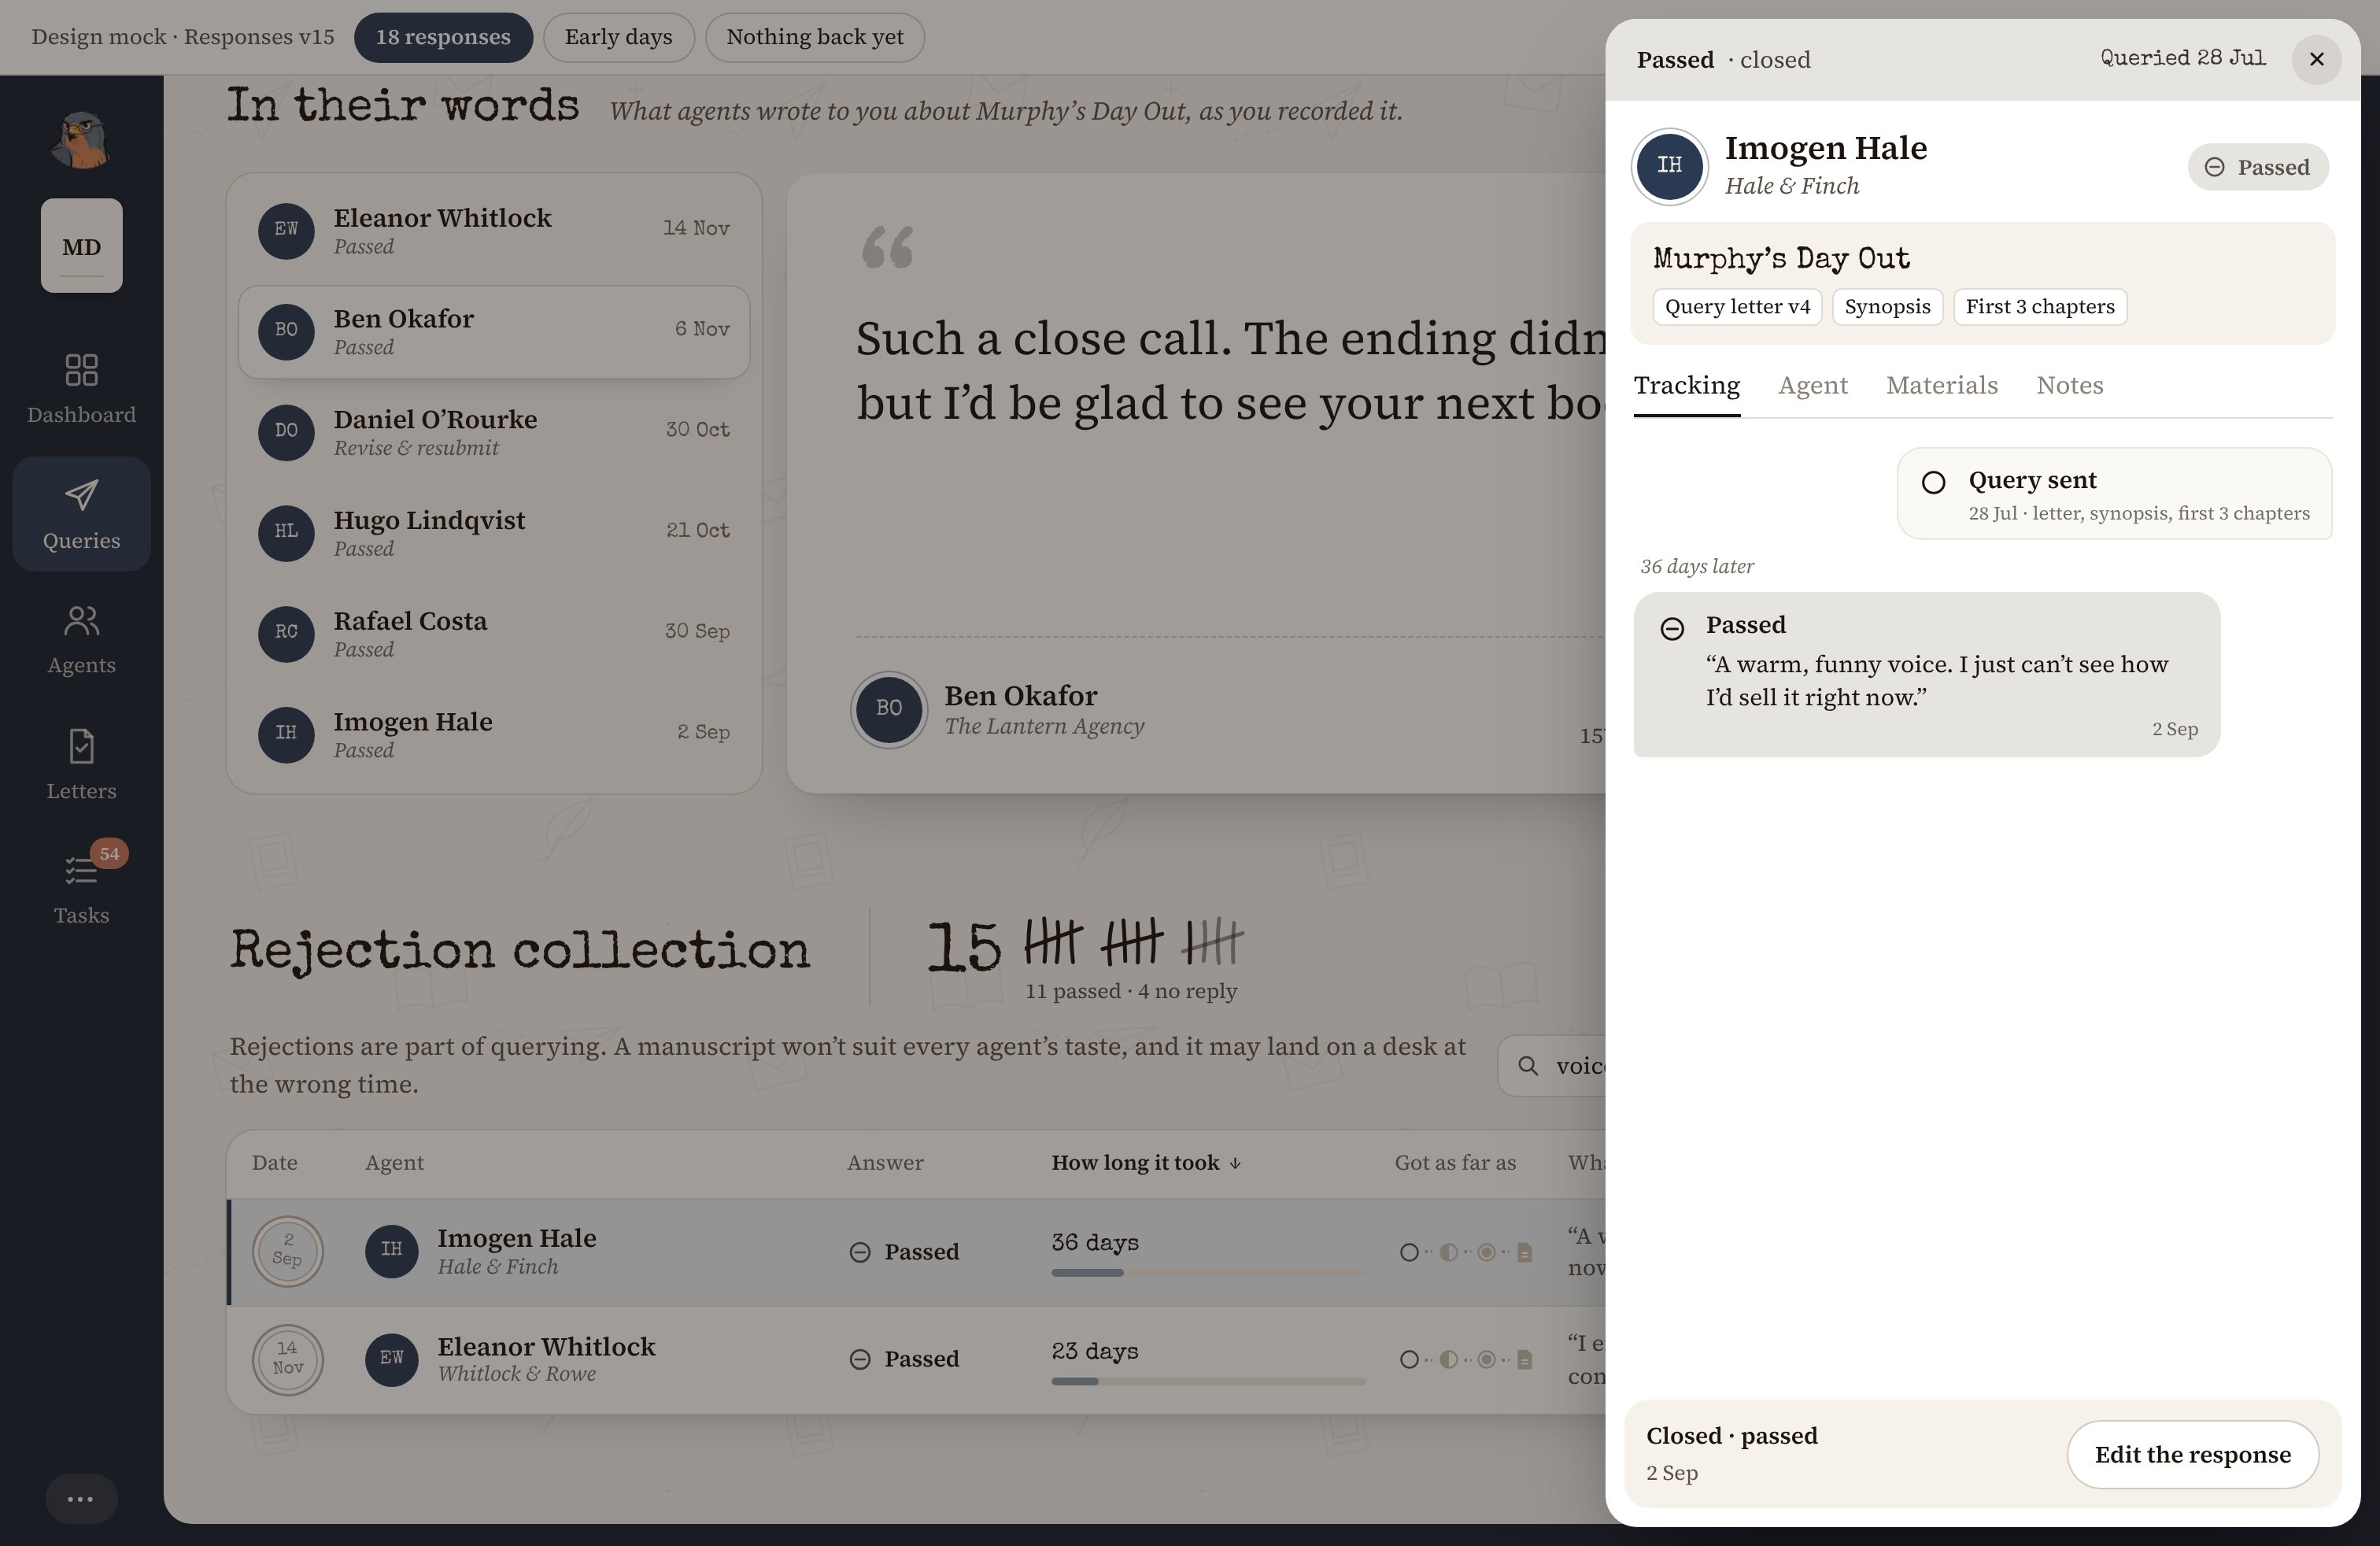 Design mock · Responses v15
18 responses
Early days
Nothing back yet
MD
Dashboard
Queries
Agents
Letters
54
Tasks
In their words
What agents wrote to you about Murphy’s Day Out, as you recorded it.
EW
Eleanor Whitlock
Passed
14 Nov
BO
Ben Okafor
Passed
6 Nov
DO
Daniel O’Rourke
Revise & resubmit
30 Oct
HL
Hugo Lindqvist
Passed
21 Oct
RC
Rafael Costa
Passed
30 Sep
IH
Imogen Hale
Passed
2 Sep
“
Such a close call. The ending
but I’d be glad to see your next
BO
Ben Okafor
The Lantern Agency
Rejection collection
15
11 passed · 4 no reply
Rejections are part of querying. A manuscript won’t suit every agent’s taste, and it may land on a desk at
the wrong time.
Date
Agent
Answer
How long it took ↓
Got as far as
2
Sep
IH
Imogen Hale
Hale & Finch
Passed
36 days
“A
14
Nov
EW
Eleanor Whitlock
Whitlock & Rowe
Passed
23 days
“I
Passed · closed
Queried 28 Jul
IH
Imogen Hale
Hale & Finch
Passed
Murphy’s Day Out
Query letter v4
Synopsis
First 3 chapters
Tracking
Agent
Materials
Notes
Query sent
28 Jul · letter, synopsis, first 3 chapters
36 days later
Passed
“A warm, funny voice. I just can’t see how
I’d sell it right now.”
2 Sep
Closed · passed
2 Sep
Edit the response